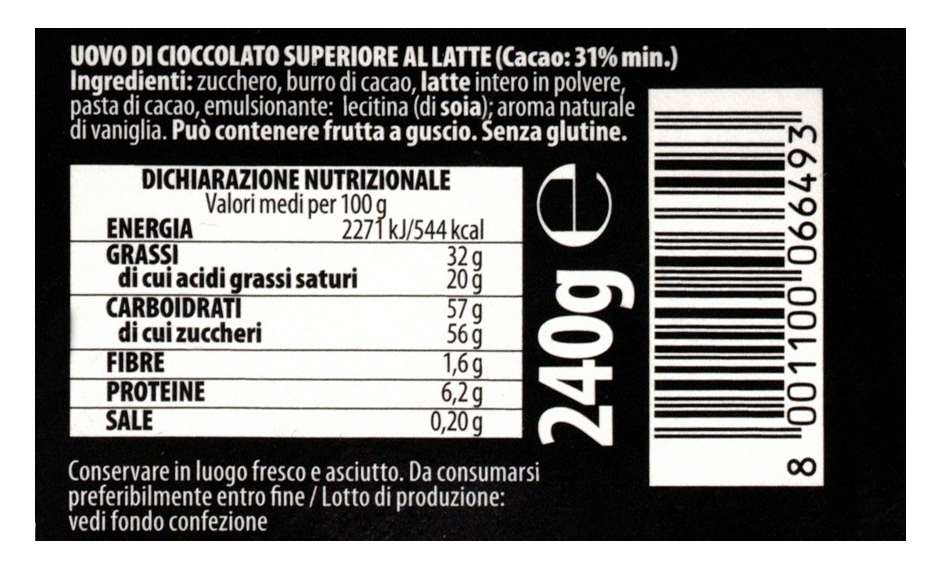 UOVO DI CIOCCOLATO SUPERIORE AL LATTE (Cacao: 31% min.)
Ingredienti: zucchero, burro di cacao, latte intero in polvere,
pasta di cacao, emulsionante: lecitina (di soia); aroma naturale
di vaniglia. Può contenere frutta a guscio. Senza glutine.
DICHIARAZIONE NUTRIZIONALE
Valori medi per 100 g
ENERGIA 2271 kJ/544 kcal
GRASSI 32 g
di cui acidi grassi saturi 20 g
CARBOIDRATI 57 g
di cui zuccheri 56 g
FIBRE 1,6 g
PROTEINE 6,2 g
SALE 0,20 g
240g e
8 001100 066493
Conservare in luogo fresco e asciutto. Da consumarsi
preferibilmente entro fine / Lotto di produzione:
vedi fondo confezione